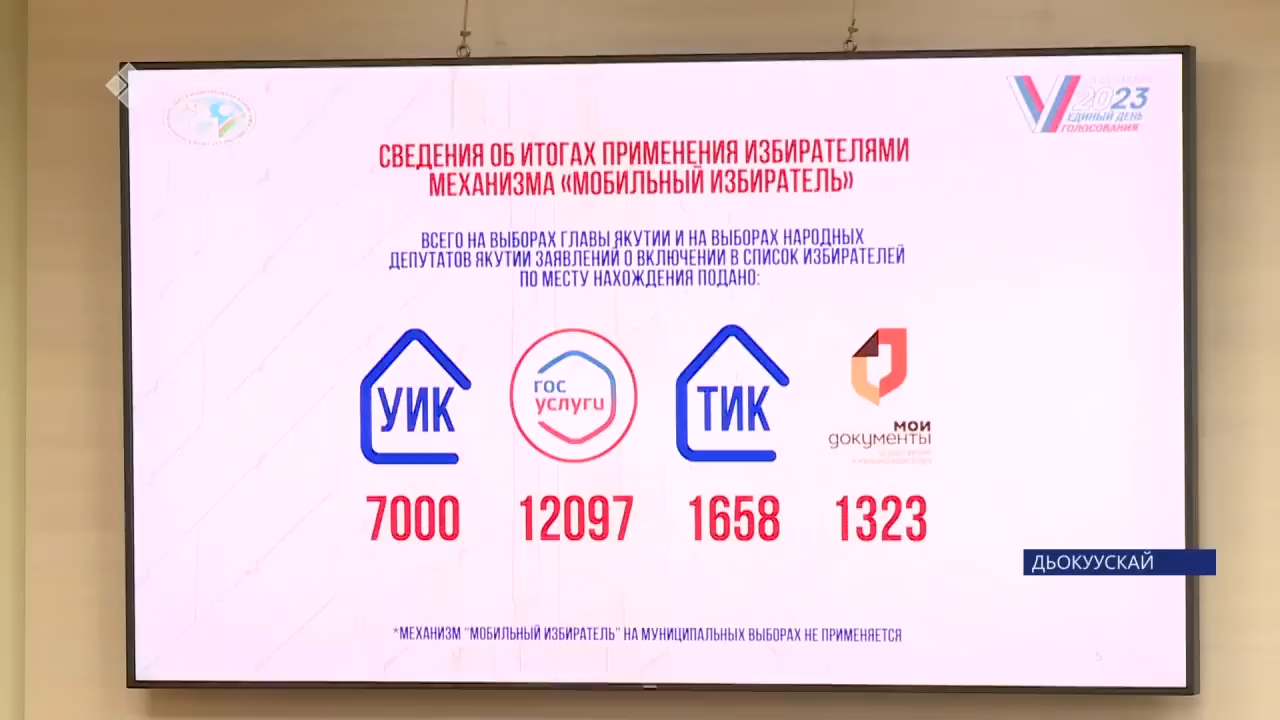 2023
ЕДИНЫЙ ДЕНЬ
ГОЛОСОВАНИЯ
СВЕДЕНИЯ ОБ ИТОГАХ ПРИМЕНЕНИЯ ИЗБИРАТЕЛЯМИ
МЕХАНИЗМА «МОБИЛЬНЫЙ ИЗБИРАТЕЛЬ»
ВСЕГО НА ВЫБОРАХ ГЛАВЫ ЯКУТИИ И НА ВЫБОРАХ НАРОДНЫХ
ДЕПУТАТОВ ЯКУТИИ ЗАЯВЛЕНИЙ О ВКЛЮЧЕНИИ В СПИСОК ИЗБИРАТЕЛЕЙ
ПО МЕСТУ НАХОЖДЕНИЯ ПОДАНО:
УИК
гос
услуги
ТИК
мои
документы
7000 12097 1658 1323
ДЬОКУУСКАЙ
*МЕХАНИЗМ "МОБИЛЬНЫЙ ИЗБИРАТЕЛЬ" НА МУНИЦИПАЛЬНЫХ ВЫБОРАХ НЕ ПРИМЕНЯЕТСЯ
5